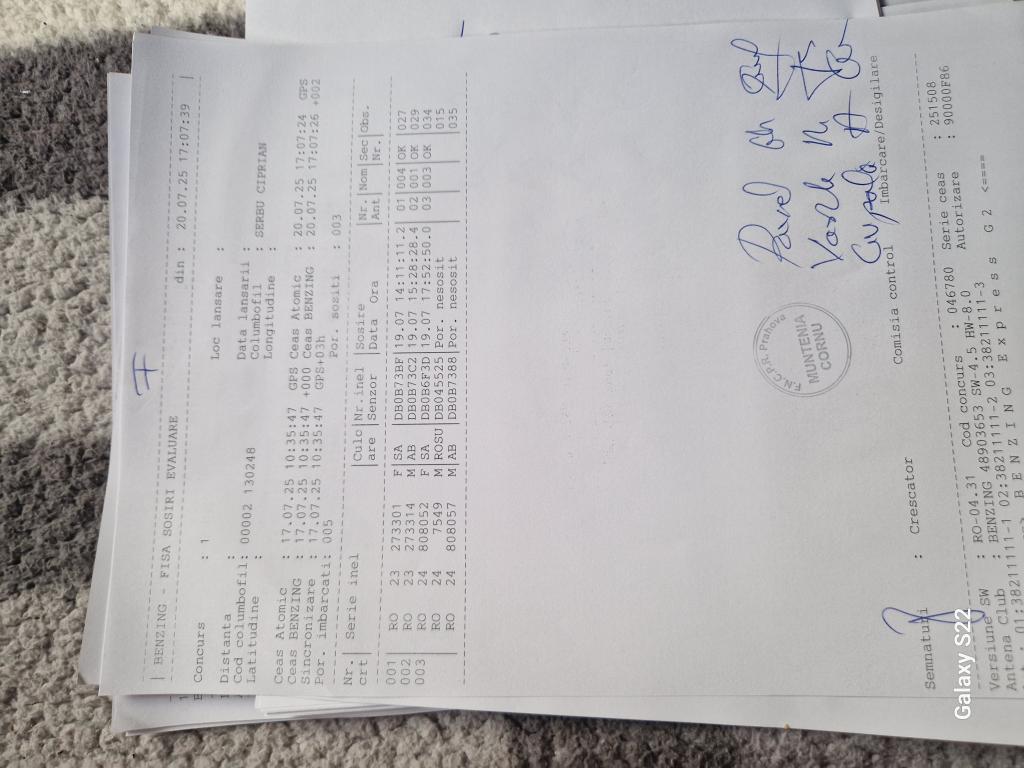 F
| BENZING - FISA SOSIRI EVALUARE din : 20.07.25 17:07:39 |
Concurs : 1
Distanta : Loc lansare :
Cod columbofil: 00002 130248 Data lansarii :
Latitudine : Columbofil : SERBU CIPRIAN
Longitudine :
Ceas Atomic : 17.07.25 10:35:47 GPS Ceas Atomic : 20.07.25 17:07:24 GPS
Ceas BENZING : 17.07.25 10:35:47 +000 Ceas BENZING : 20.07.25 17:07:26 +002
Sincronizare : 17.07.25 10:35:47 GPS+03h
Por. imbarcati: 005 Por. sositi : 003
Nr.| Serie inel |Culo|Nr.inel |Sosire |Nr.|Nom|Sec|Obs.
crt| |are |Senzor |Data Ora |Ant| |Nr.|
001 | RO 23 273301 F|SA |DB0B73BF|19.07 14:11:11.2| 01|004|OK |027
002 | RO 23 273314 M|AB |DB0B73C2|19.07 15:28:28.4| 02|001|OK |029
003 | RO 24 808052 F|SA |DB0B6F3D|19.07 17:52:50.0| 03|003|OK |034
| RO 24 7549 M|ROSU|DB045525|Por. nesosit | | | |015
| RO 24 808057 M|AB |DB0B7388|Por. nesosit | | | |035
Pavel
Vasile
F.N.C.P.R. Prahova
MUNTENIA
CORNU
Semnaturi : Crescator Comisia control Imbarcare/Desigilare
Versiune SW : RO-04.31 Cod concurs : 046780 Serie ceas : 251508
Antena Club : BENZING 48903653 SW-4.5 HW-8.0 Autorizare : 90000F86
: 01:38211111-1 02:38211111-2 03:38211111-3
B E N Z I N G E x p r e s s G 2 <====
Galaxy S22